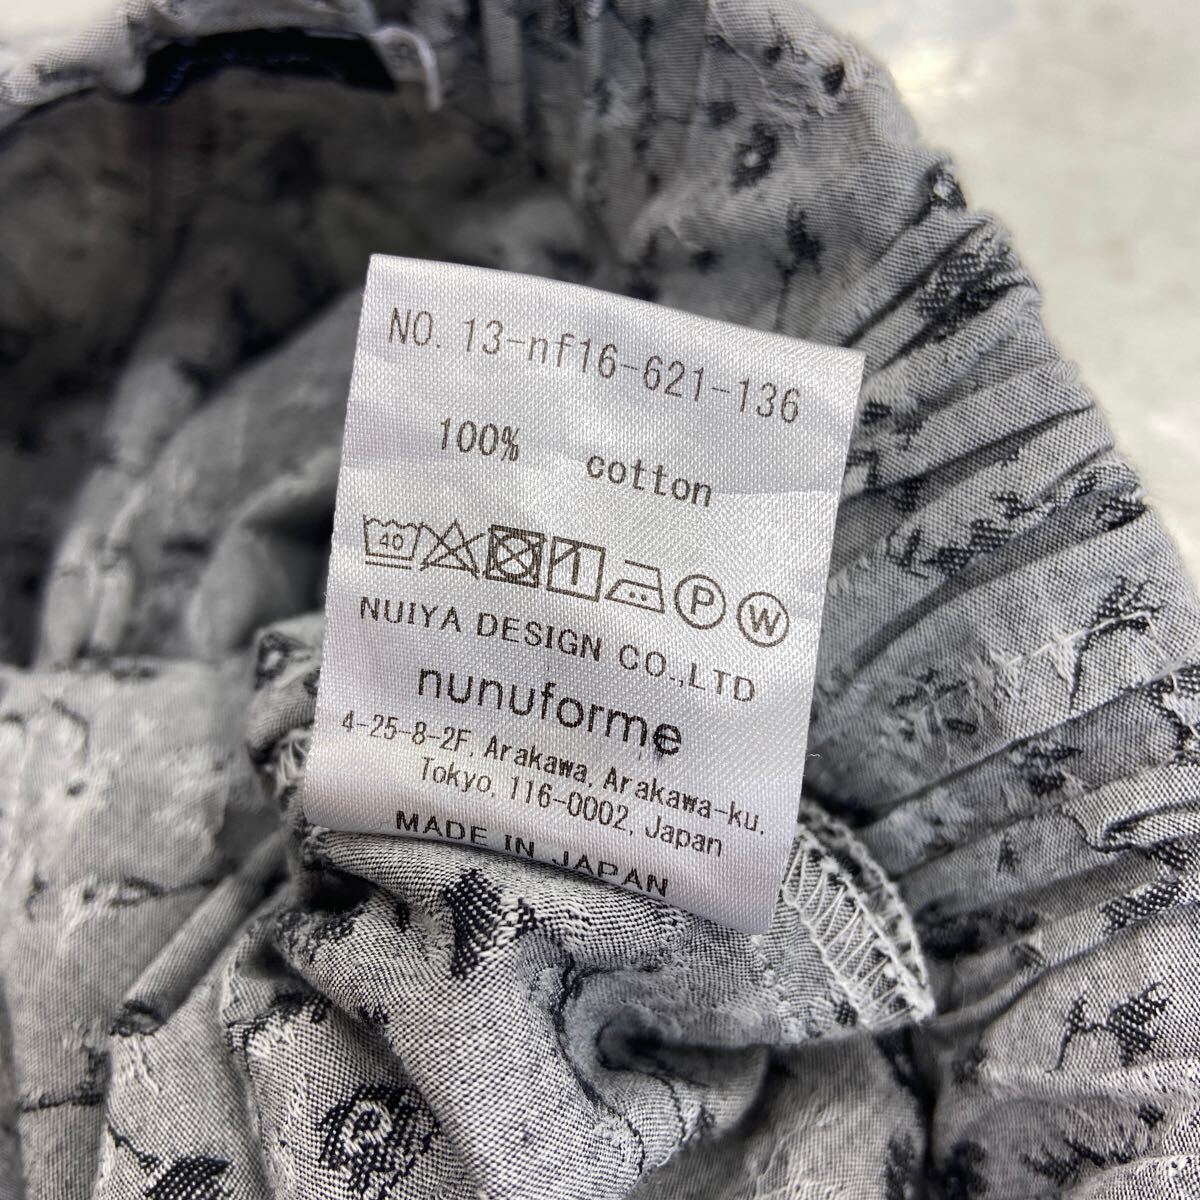 NO. 13-nf16-621-136
100% cotton
40 P W
NUIYA DESIGN CO.,LTD
nunuforme
4-25-8-2F, Arakawa, Arakawa-ku,
Tokyo, 116-0002, Japan
MADE IN JAPAN